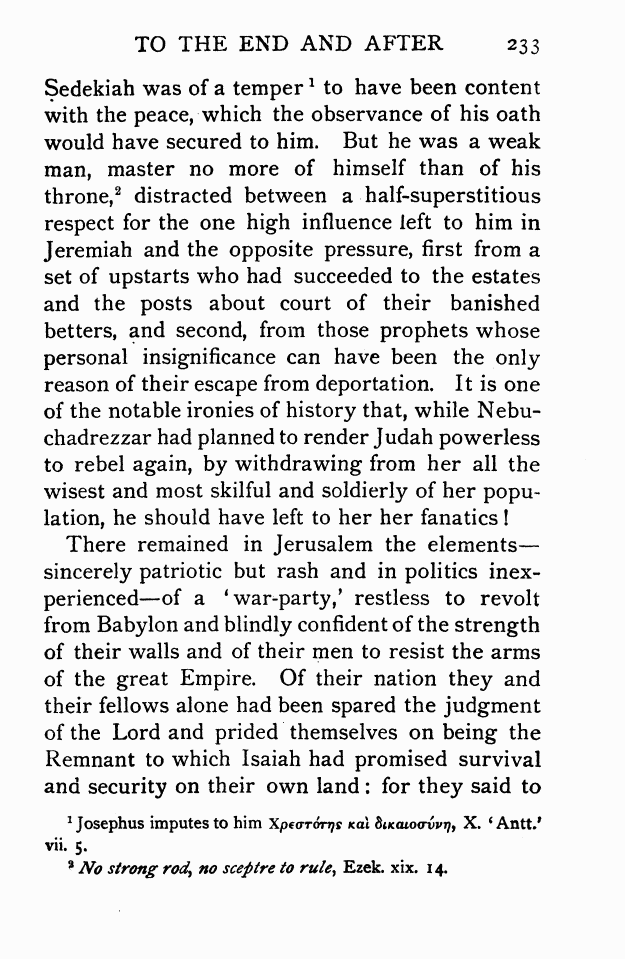 TO THE END AND AFTER 233
Ṣedekiah was of a temper¹ to have been content
with the peace, which the observance of his oath
would have secured to him. But he was a weak
man, master no more of himself than of his
throne,² distracted between a half-superstitious
respect for the one high influence left to him in
Jeremiah and the opposite pressure, first from a
set of upstarts who had succeeded to the estates
and the posts about court of their banished
betters, and second, from those prophets whose
personal insignificance can have been the only
reason of their escape from deportation. It is one
of the notable ironies of history that, while Nebu-
chadrezzar had planned to render Judah powerless
to rebel again, by withdrawing from her all the
wisest and most skilful and soldierly of her popu-
lation, he should have left to her her fanatics!
There remained in Jerusalem the elements—
sincerely patriotic but rash and in politics inex-
perienced—of a ‘war-party,’ restless to revolt
from Babylon and blindly confident of the strength
of their walls and of their men to resist the arms
of the great Empire. Of their nation they and
their fellows alone had been spared the judgment
of the Lord and prided themselves on being the
Remnant to which Isaiah had promised survival
and security on their own land: for they said to
¹ Josephus imputes to him χρεστότης καὶ δικαιοσύνη, X. ‘Antt.’
vii. 5.
² No strong rod, no sceptre to rule, Ezek. xix. 14.